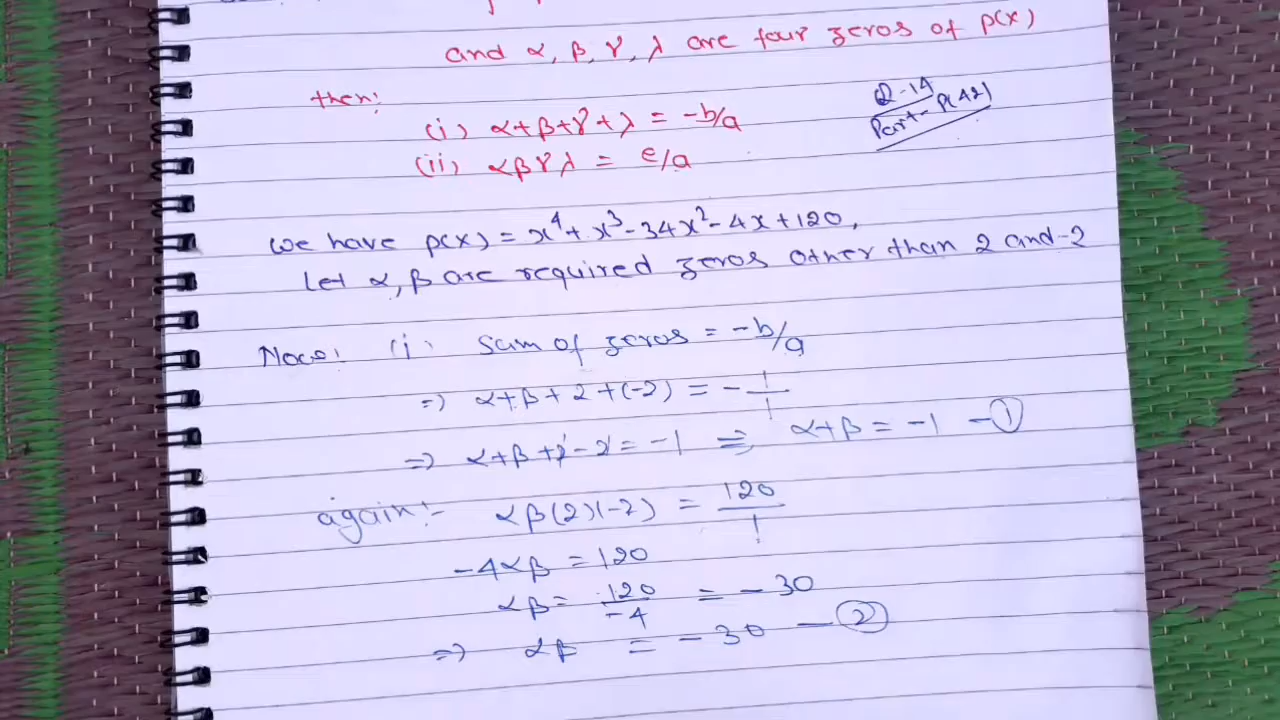 and α, β, γ, λ are four zeros of p(x)
then:
Q-14
Part- P(42)
(i) α+β+γ+λ = -b/a
(ii) αβγλ = e/a
we have p(x) = x⁴+x³-34x²-4x+120,
Let α, β are required zeros other than 2 and -2
Now: (i. sum of zeros = -b/a
=) α+β+2+(-2) = -1/1
=) α+β+2-2 = -1 => α+β = -1 -①
again:- αβ(2)(-2) = 120/1
-4αβ = 120
αβ = 120/-4 = -30
=) αβ = -30 -②